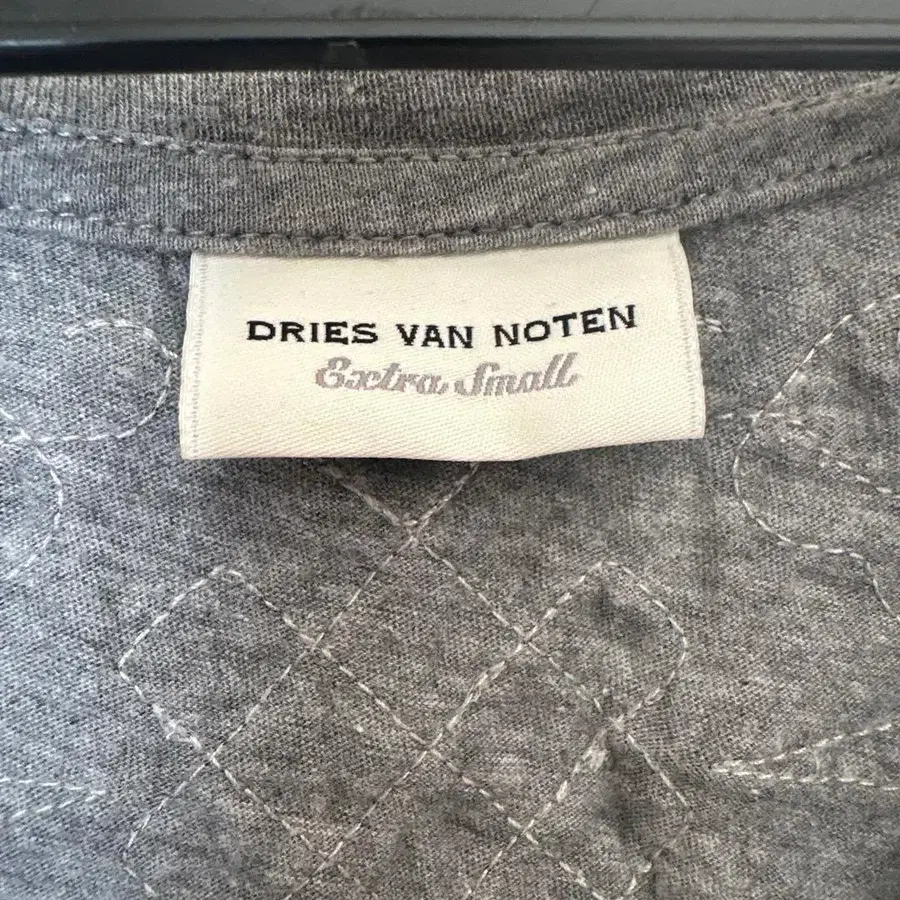 DRIES VAN NOTEN
Extra Small